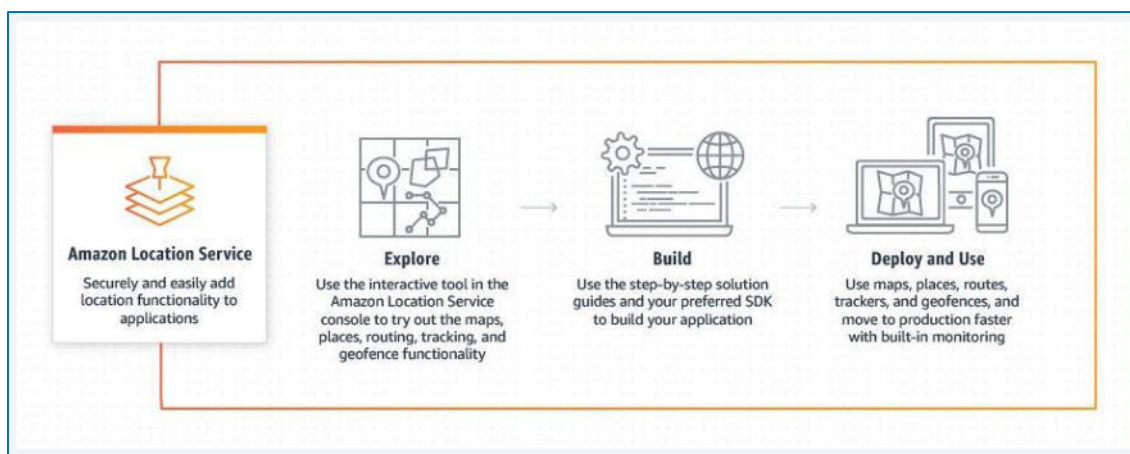 Amazon Location Service
Securely and easily add
location functionality to
applications
Explore
Use the interactive tool in the
Amazon Location Service
console to try out the maps,
places, routing, tracking, and
geofence functionality
Build
Use the step-by-step solution
guides and your preferred SDK
to build your application
Deploy and Use
Use maps, places, routes,
trackers, and geofences, and
move to production faster
with built-in monitoring